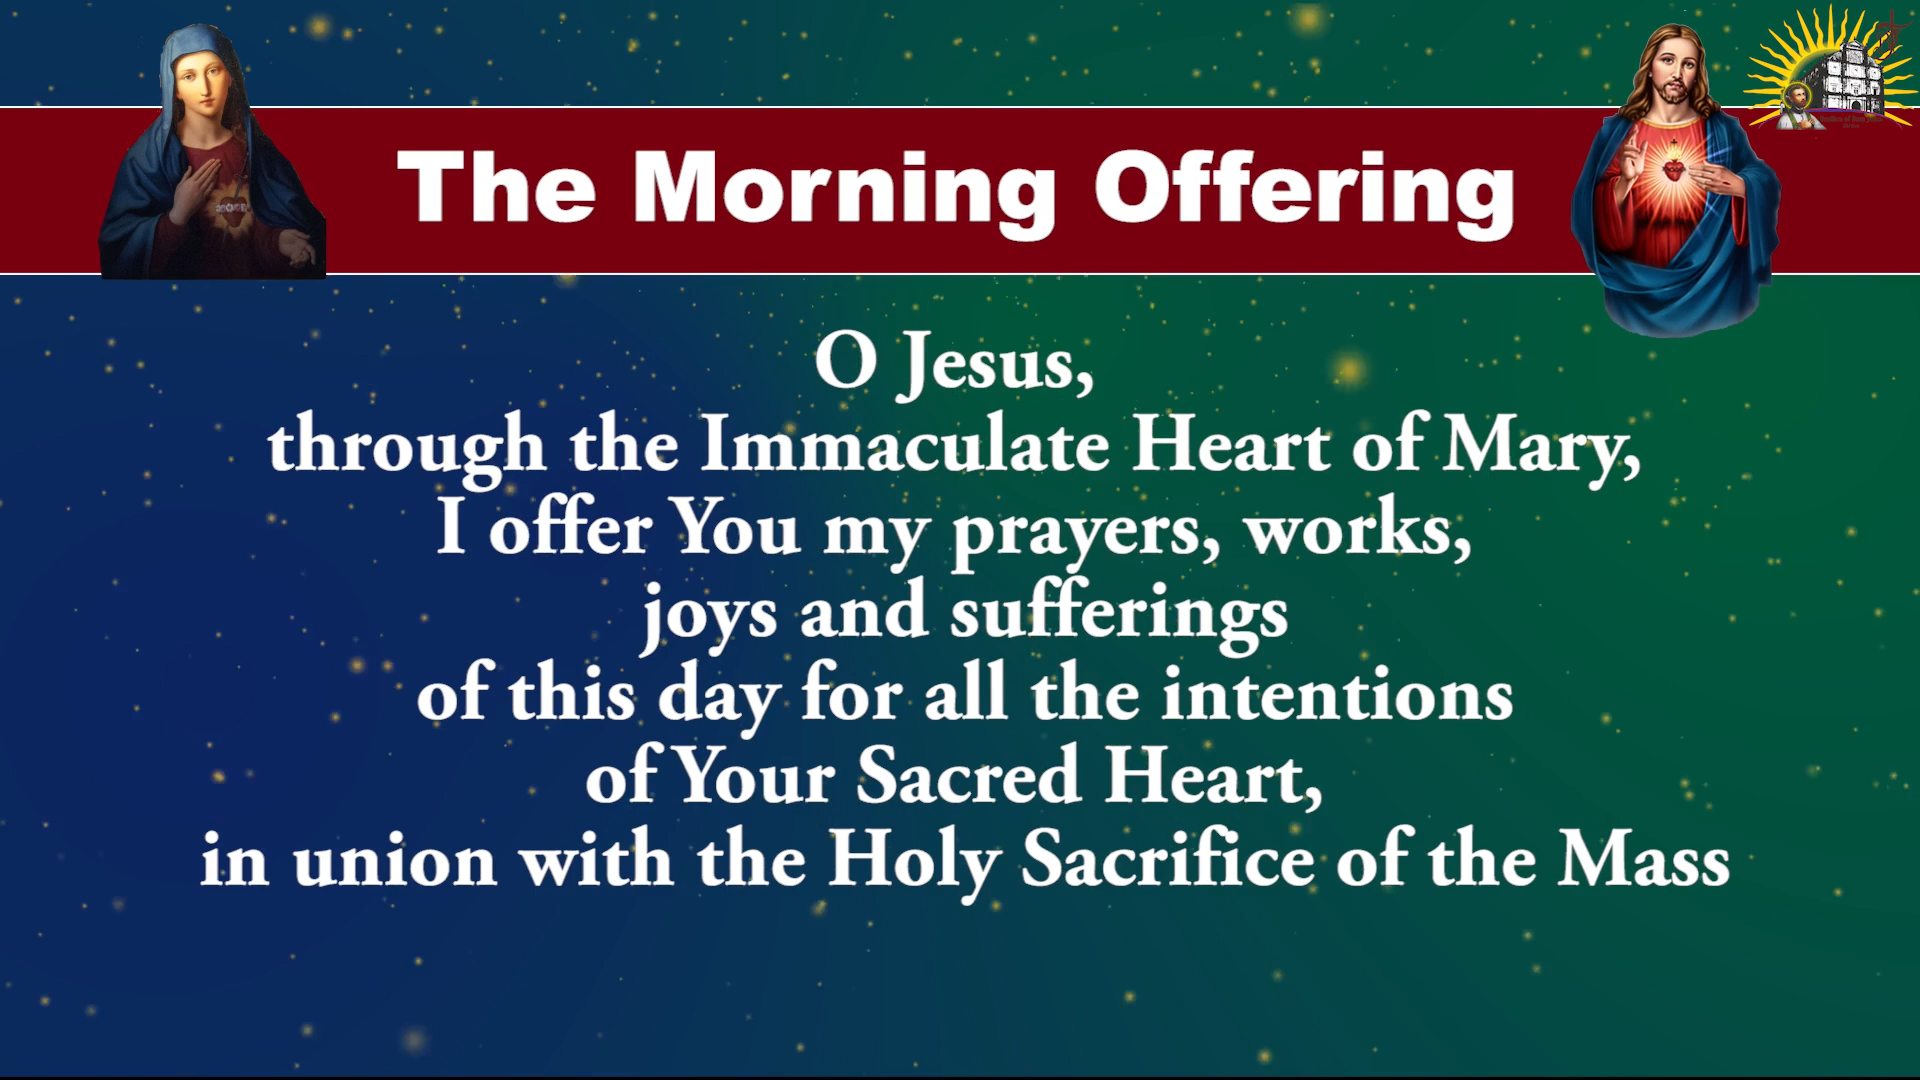 The Morning Offering
O Jesus,
through the Immaculate Heart of Mary,
I offer You my prayers, works,
joys and sufferings
of this day for all the intentions
of Your Sacred Heart,
in union with the Holy Sacrifice of the Mass